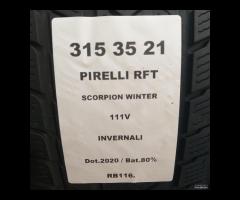 315 35 21
PIRELLI RFT
SCORPION WINTER
111V
INVERNALI
Dot.2020 / Bat.80%
RB116.